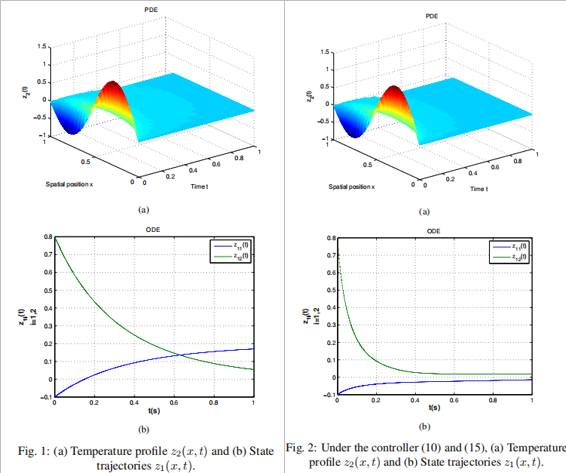 PDE
1.5
1
0.5
0
−0.5
−1
1
0.5
0
0
0.2
0.4
0.6
0.8
1
z2(t)
Spatial position x
Time t
(a)
ODE
0.8
0.7
0.6
0.5
0.4
0.3
0.2
0.1
0
−0.1
0
0.2
0.4
0.6
0.8
1
z1i(t)
i=1,2
t(s)
z11(t)
z12(t)
(b)
Fig. 1: (a) Temperature profile z2(x, t) and (b) State
trajectories z1(x, t).
PDE
1.5
1
0.5
0
−0.5
−1
1
0.5
0
0
0.2
0.4
0.6
0.8
1
z2(t)
Spatial position x
Time t
(a)
ODE
0.8
0.7
0.6
0.5
0.4
0.3
0.2
0.1
0
−0.1
0
0.2
0.4
0.6
0.8
1
z1i(t)
i=1,2
t(s)
z11(t)
z12(t)
(b)
Fig. 2: Under the controller (10) and (15), (a) Temperature
profile z2(x, t) and (b) State trajectories z1(x, t).